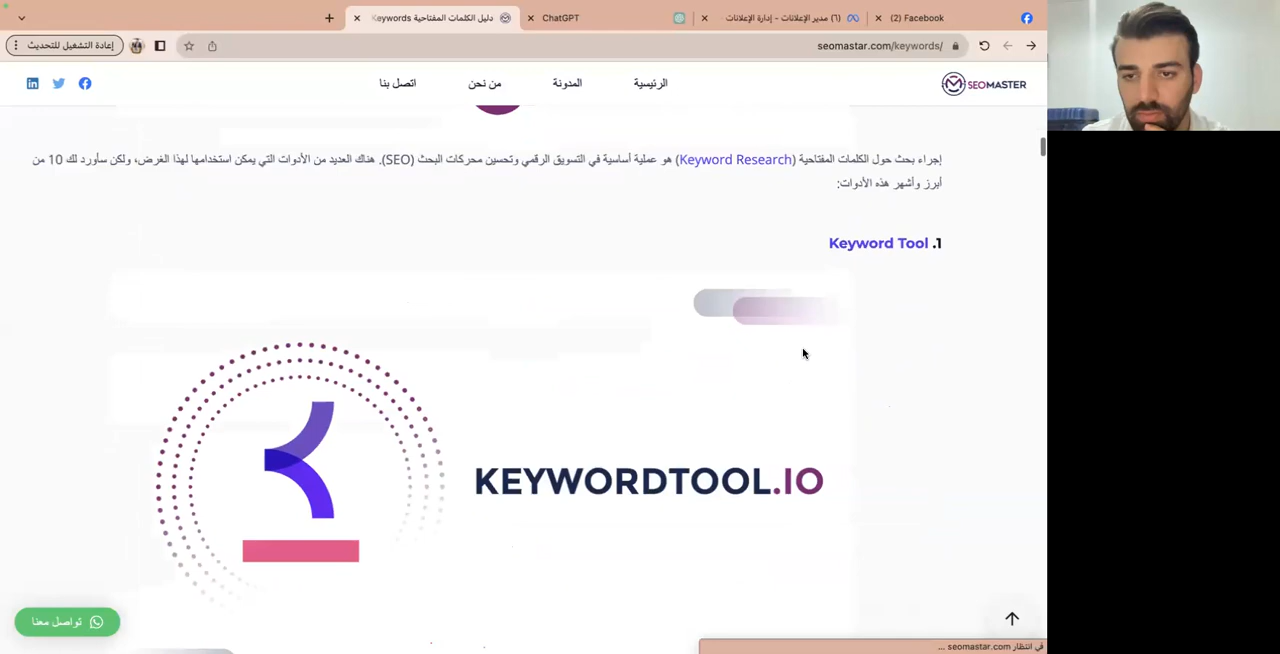 دليل الكلمات المفتاحية Keywords
ChatGPT
(٦) مدير الإعلانات - إدارة الإعلانات
(2) Facebook
إعادة التشغيل للتحديث
seomastar.com/keywords/
SEOMASTER
الرئيسية
المدونة
من نحن
اتصل بنا
إجراء بحث حول الكلمات المفتاحية (Keyword Research) هو عملية أساسية في التسويق الرقمي وتحسين محركات البحث (SEO). هناك العديد من الأدوات التي يمكن استخدامها لهذا الغرض، ولكن سأورد لك 10 من
أبرز وأشهر هذه الأدوات:
1. Keyword Tool
KEYWORDTOOL.IO
تواصل معنا
في انتظار seomastar.com ...